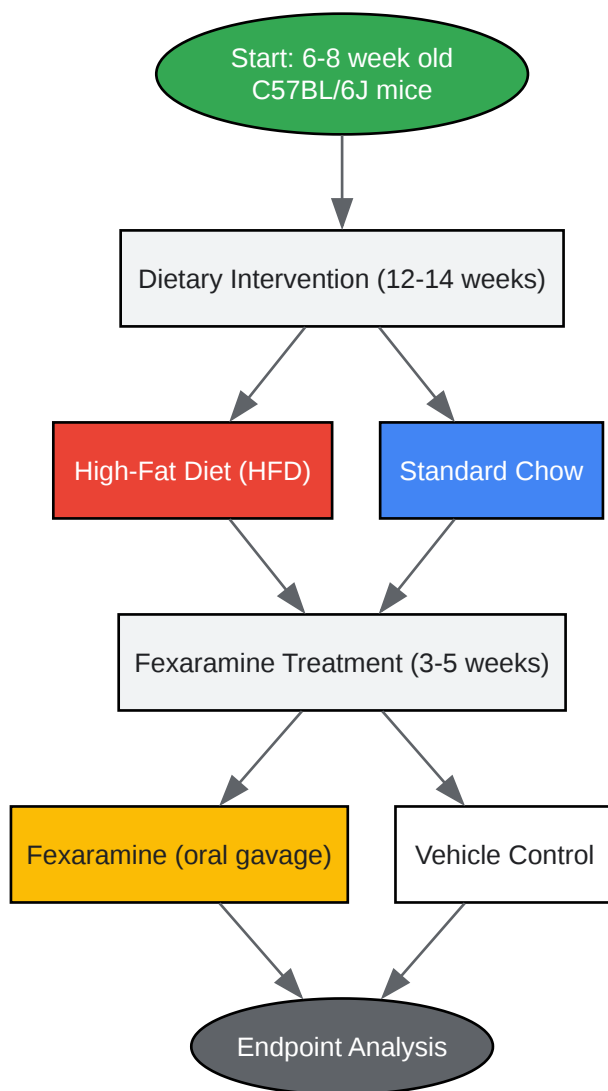 Start: 6-8 week old
C57BL/6J mice
Dietary Intervention (12-14 weeks)
High-Fat Diet (HFD)
Standard Chow
Fexaramine Treatment (3-5 weeks)
Fexaramine (oral gavage)
Vehicle Control
Endpoint Analysis